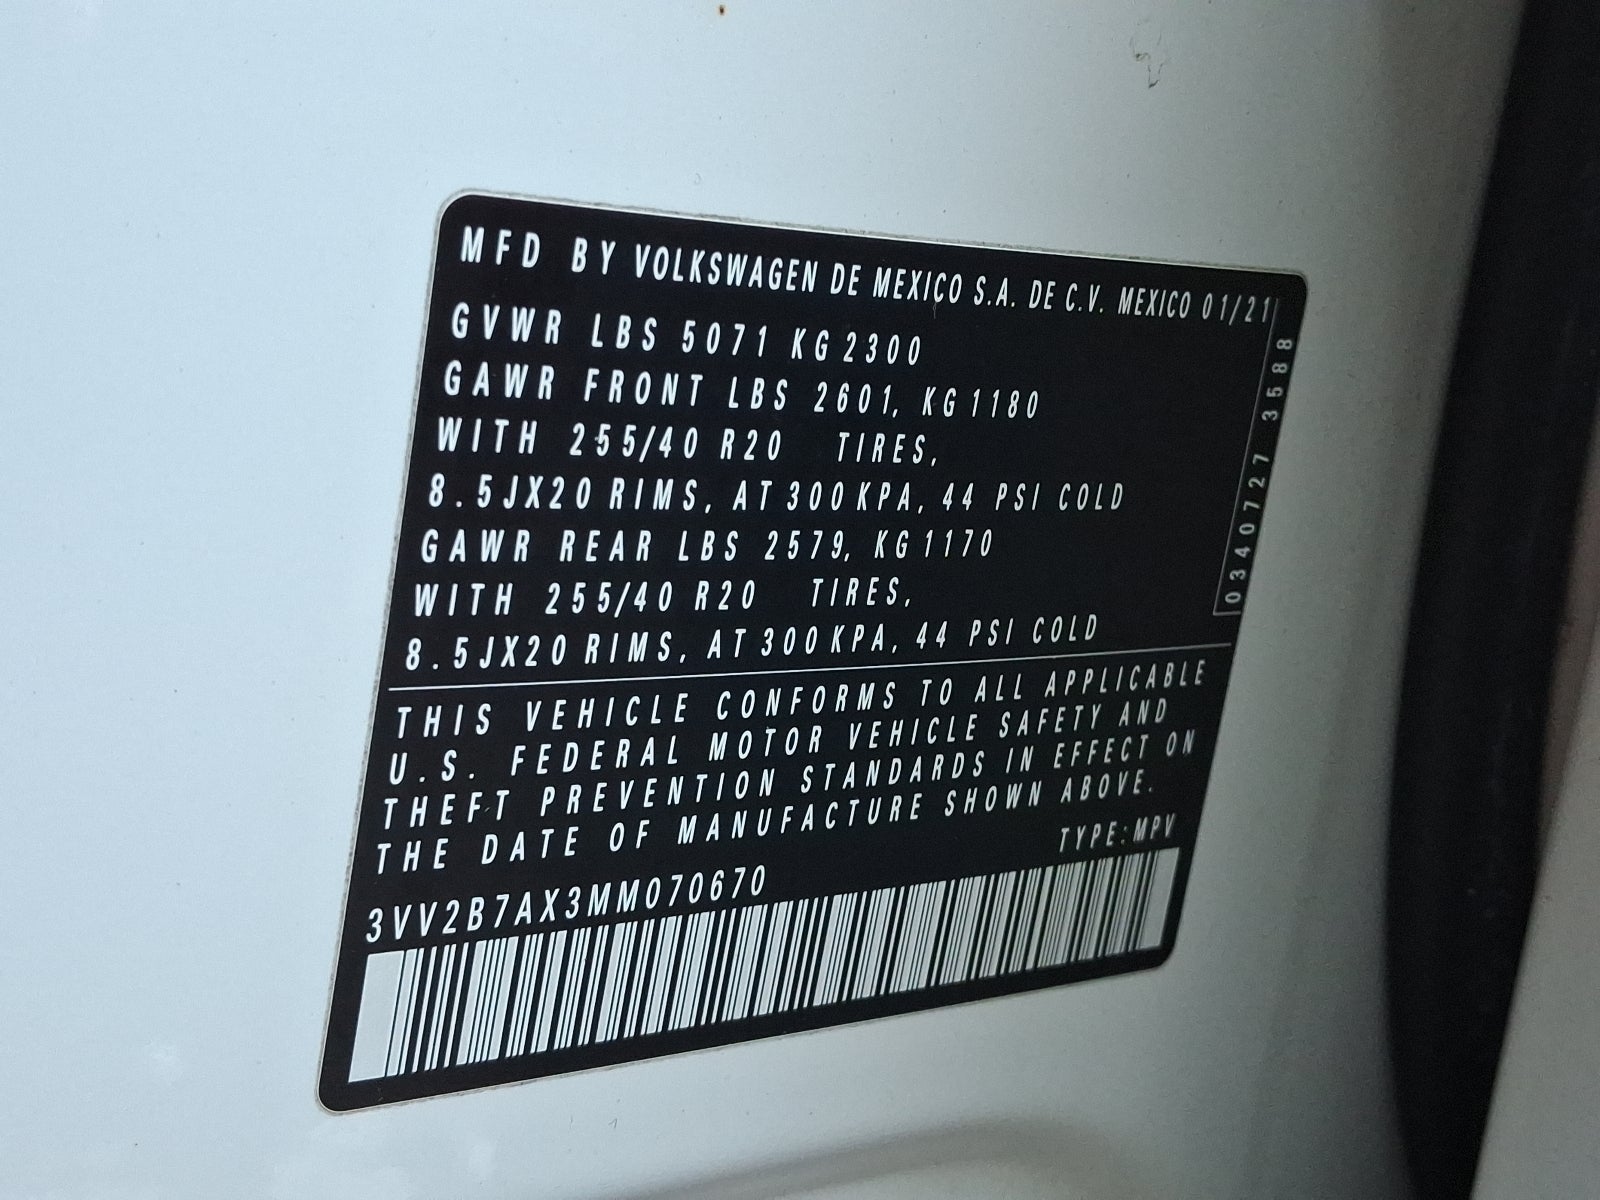 MFD BY VOLKSWAGEN DE MEXICO S.A. DE C.V. MEXICO 01/21
GVWR LBS 5071 KG 2300
GAWR FRONT LBS 2601, KG 1180
WITH 255/40 R20 TIRES,
8.5JX20 RIMS, AT 300 KPA, 44 PSI COLD
GAWR REAR LBS 2579, KG 1170
WITH 255/40 R20 TIRES,
8.5JX20 RIMS, AT 300 KPA, 44 PSI COLD
0340727 3588
THIS VEHICLE CONFORMS TO ALL APPLICABLE
U.S. FEDERAL MOTOR VEHICLE SAFETY AND
THEFT PREVENTION STANDARDS IN EFFECT ON
THE DATE OF MANUFACTURE SHOWN ABOVE.
TYPE:MPV
3VV2B7AX3MM070670